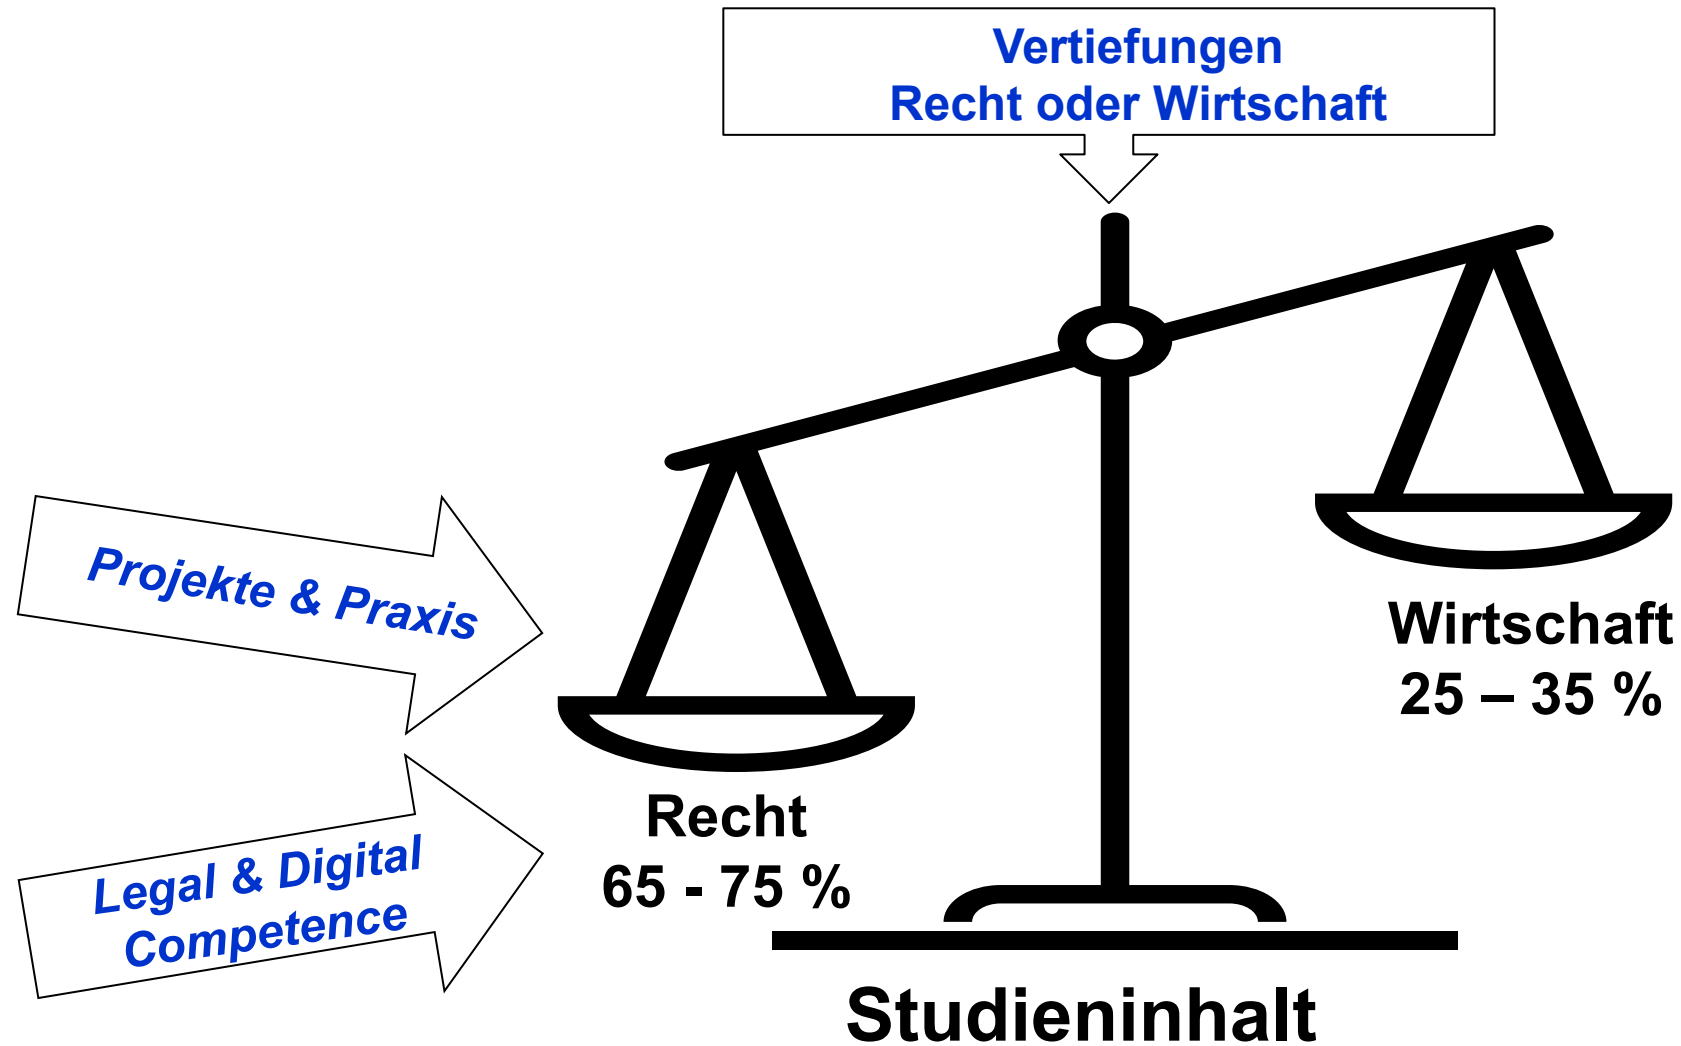 Vertiefungen
Recht oder Wirtschaft
Projekte & Praxis
Wirtschaft
25 – 35 %
Recht
65 - 75 %
Legal & Digital
Competence
Studieninhalt